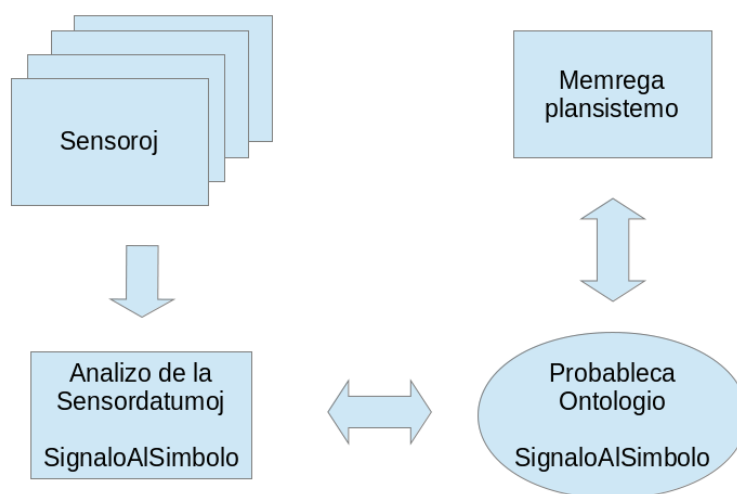 Sensoroj
Memrega
plansistemo
Analizo de la
Sensordatumoj
SignaloAlSimbolo
Probableca
Ontologio
SignaloAlSimbolo